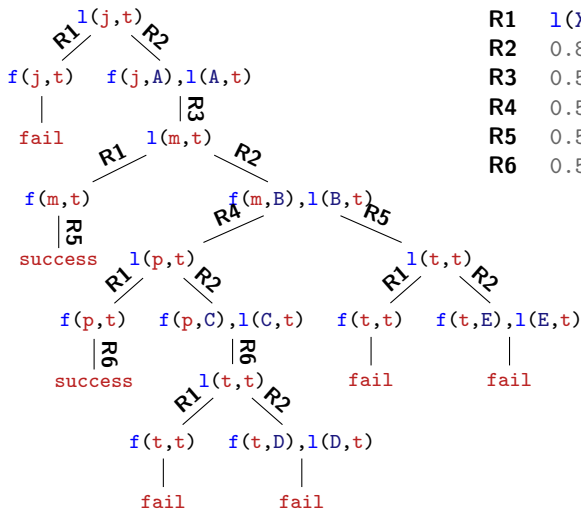 l(j,t)
R1 R2
f(j,t) f(j,A),l(A,t)
R3
fail l(m,t)
R1 R2
f(m,t) f(m,B),l(B,t)
R5 R4 R5
success l(p,t) l(t,t)
R1 R2 R1 R2
f(p,t) f(p,C),l(C,t) f(t,t) f(t,E),l(E,t)
R6 R6
success l(t,t) fail fail
R1 R2
f(t,t) f(t,D),l(D,t)
fail fail
R1 l(X
R2 0.8
R3 0.5
R4 0.5
R5 0.5
R6 0.5